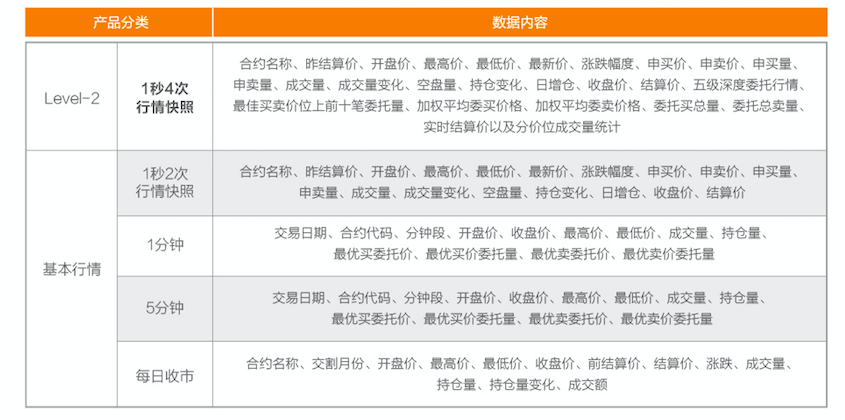 产品分类
数据内容
Level-2
1秒4次
行情快照
合约名称、昨结算价、开盘价、最高价、最低价、最新价、涨跌幅度、申买价、申卖价、申买量、
申卖量、成交量、成交量变化、空盘量、持仓变化、日增仓、收盘价、结算价、五级深度委托行情、
最佳买卖价位上前十笔委托量、加权平均委买价格、加权平均委卖价格、委托买总量、委托总卖量、
实时结算价以及分价位成交量统计
基本行情
1秒2次
行情快照
合约名称、昨结算价、开盘价、最高价、最低价、最新价、涨跌幅度、申买价、申卖价、申买量、
申卖量、成交量、成交量变化、空盘量、持仓变化、日增仓、收盘价、结算价
1分钟
交易日期、合约代码、分钟段、开盘价、收盘价、最高价、最低价、成交量、持仓量、
最优买委托价、最优买价委托量、最优卖委托价、最优卖价委托量
5分钟
交易日期、合约代码、分钟段、开盘价、收盘价、最高价、最低价、成交量、持仓量、
最优买委托价、最优买价委托量、最优卖委托价、最优卖价委托量
每日收市
合约名称、交割月份、开盘价、最高价、最低价、收盘价、前结算价、结算价、涨跌、成交量、
持仓量、持仓量变化、成交额